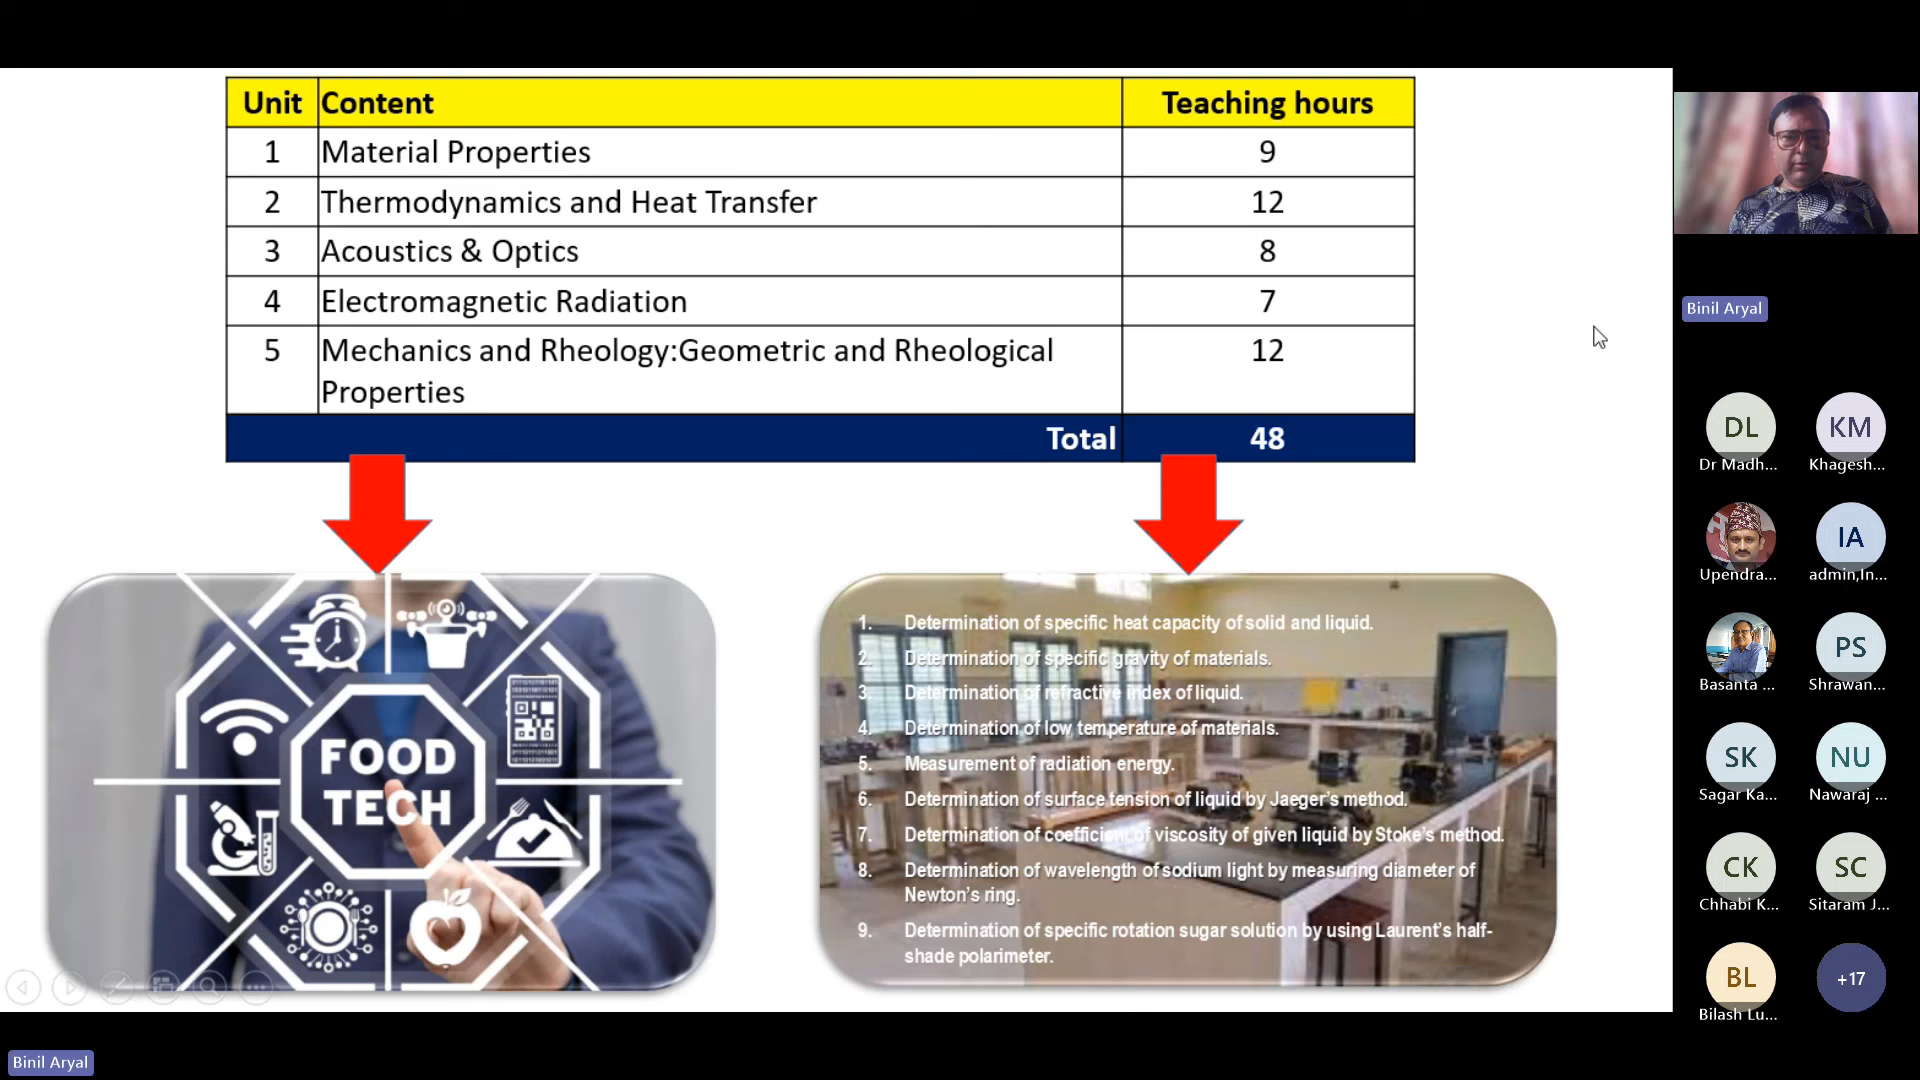 Unit Content Teaching hours
1 Material Properties 9
2 Thermodynamics and Heat Transfer 12
3 Acoustics & Optics 8
4 Electromagnetic Radiation 7
5 Mechanics and Rheology:Geometric and Rheological 12
Properties
Total 48
FOOD
TECH
1. Determination of specific heat capacity of solid and liquid.
2. Determination of specific gravity of materials.
3. Determination of refractive index of liquid.
4. Determination of low temperature of materials.
5. Measurement of radiation energy.
6. Determination of surface tension of liquid by Jaeger's method.
7. Determination of coefficient of viscosity of given liquid by Stoke's method.
8. Determination of wavelength of sodium light by measuring diameter of
Newton's ring.
9. Determination of specific rotation sugar solution by using Laurent's half-
shade polarimeter.
Binil Aryal
DL KM
Dr Madh... Khagesh...
IA
Upendra... admin,In...
PS
Basanta ... Shrawan...
SK NU
Sagar Ka... Nawaraj ...
CK SC
Chhabi K... Sitaram J...
BL +17
Bilash Lu...
Binil Aryal